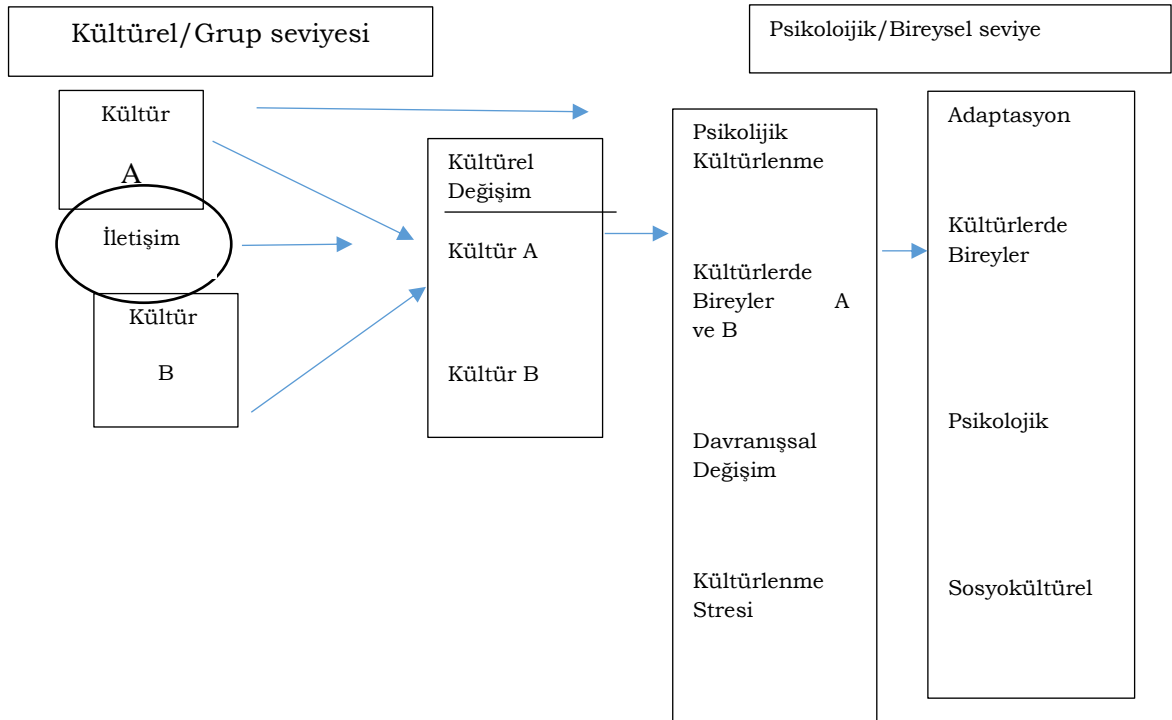 Kültürel/Grup seviyesi
Psikoloijik/Bireysel seviye
Kültür
A
İletişim
Kültür
B
Kültürel
Değişim
Kültür A
Kültür B
Psikolijik
Kültürlenme
Kültürlerde
Bireyler A
ve B
Davranışsal
Değişim
Kültürlenme
Stresi
Adaptasyon
Kültürlerde
Bireyler
Psikolojik
Sosyokültürel